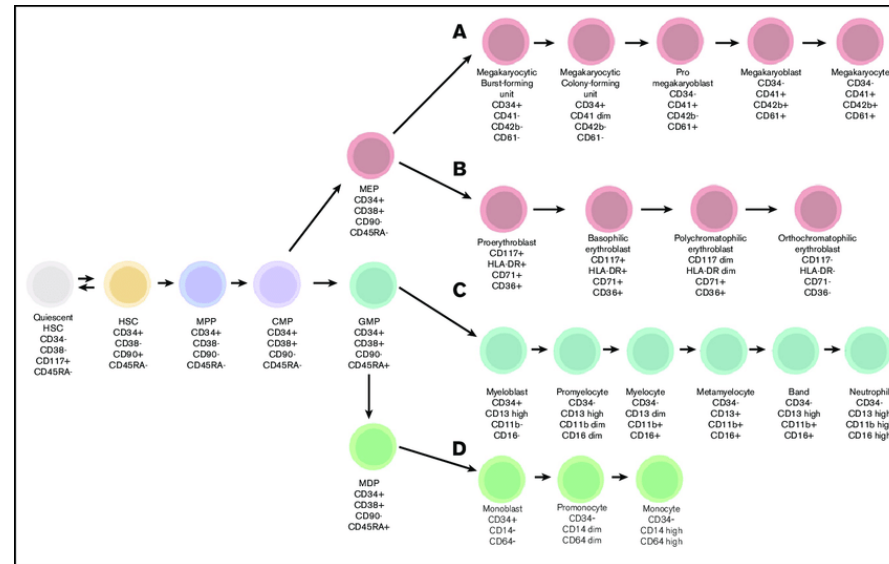 A
Megakaryocytic
Burst-forming
unit
CD34+
CD41-
CD42b-
CD61-
Megakaryocytic
Colony-forming
unit
CD34+
CD41 dim
CD42b-
CD61-
Pro
megakaryoblast
CD34-
CD41+
CD42b-
CD61+
Megakaryoblast
CD34-
CD41+
CD42b+
CD61+
Megakaryocyte
CD34-
CD41+
CD42b+
CD61+
MEP
CD34+
CD38+
CD90-
CD45RA-
B
Proerythroblast
CD117+
HLA-DR+
CD71+
CD36+
Basophilic
erythroblast
CD117+
HLA-DR+
CD71+
CD36+
Polychromatophilic
erythroblast
CD117 dim
HLA-DR dim
CD71+
CD36+
Orthochromatophilic
erythroblast
CD117-
HLA-DR-
CD71-
CD36-
Quiescent
HSC
CD34-
CD38-
CD117+
CD45RA-
HSC
CD34+
CD38-
CD90+
CD45RA-
MPP
CD34+
CD38-
CD90-
CD45RA-
CMP
CD34+
CD38+
CD90-
CD45RA-
GMP
CD34+
CD38+
CD90-
CD45RA+
C
Myeloblast
CD34+
CD13 high
CD11b-
CD16-
Promyelocyte
CD34-
CD13 high
CD11b dim
CD16 dim
Myelocyte
CD34-
CD13 dim
CD11b+
CD16+
Metamyelocyte
CD34-
CD13+
CD11b+
CD16+
Band
CD34-
CD13 high
CD11b+
CD16+
Neutrophil
CD34-
CD13 high
CD11b high
CD16 high
MDP
CD34+
CD38+
CD90-
CD45RA+
D
Monoblast
CD34+
CD14-
CD64-
Promonocyte
CD34-
CD14 dim
CD64 dim
Monocyte
CD34-
CD14 high
CD64 high